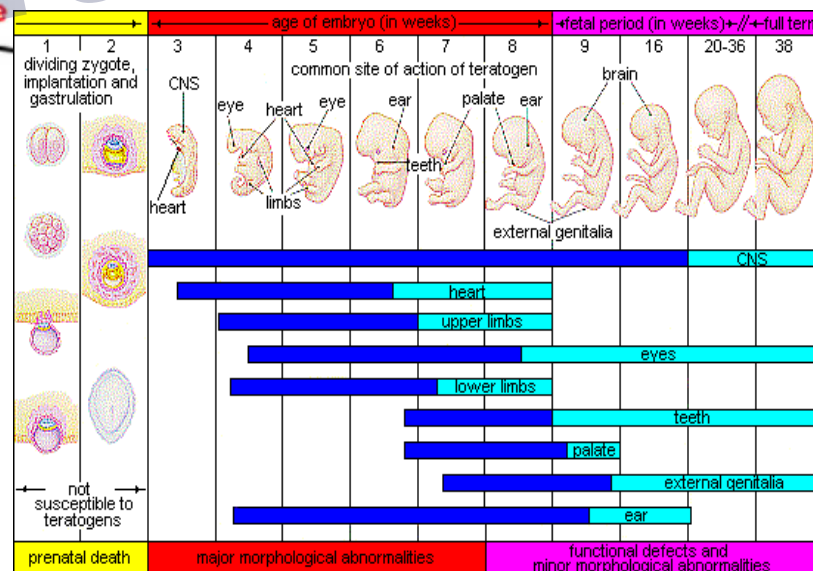 age of embryo (in weeks)
fetal period (in weeks)
full term
1 2 3 4 5 6 7 8 9 16 20-36 38
dividing zygote,
implantation and
gastrulation
common site of action of teratogen
CNS
eye
heart
eye
ear
palate
ear
brain
heart
limbs
teeth
external genitalia
CNS
heart
upper limbs
eyes
lower limbs
teeth
palate
external genitalia
ear
not
susceptible to
teratogens
prenatal death
major morphological abnormalities
functional defects and
minor morphological abnormalities